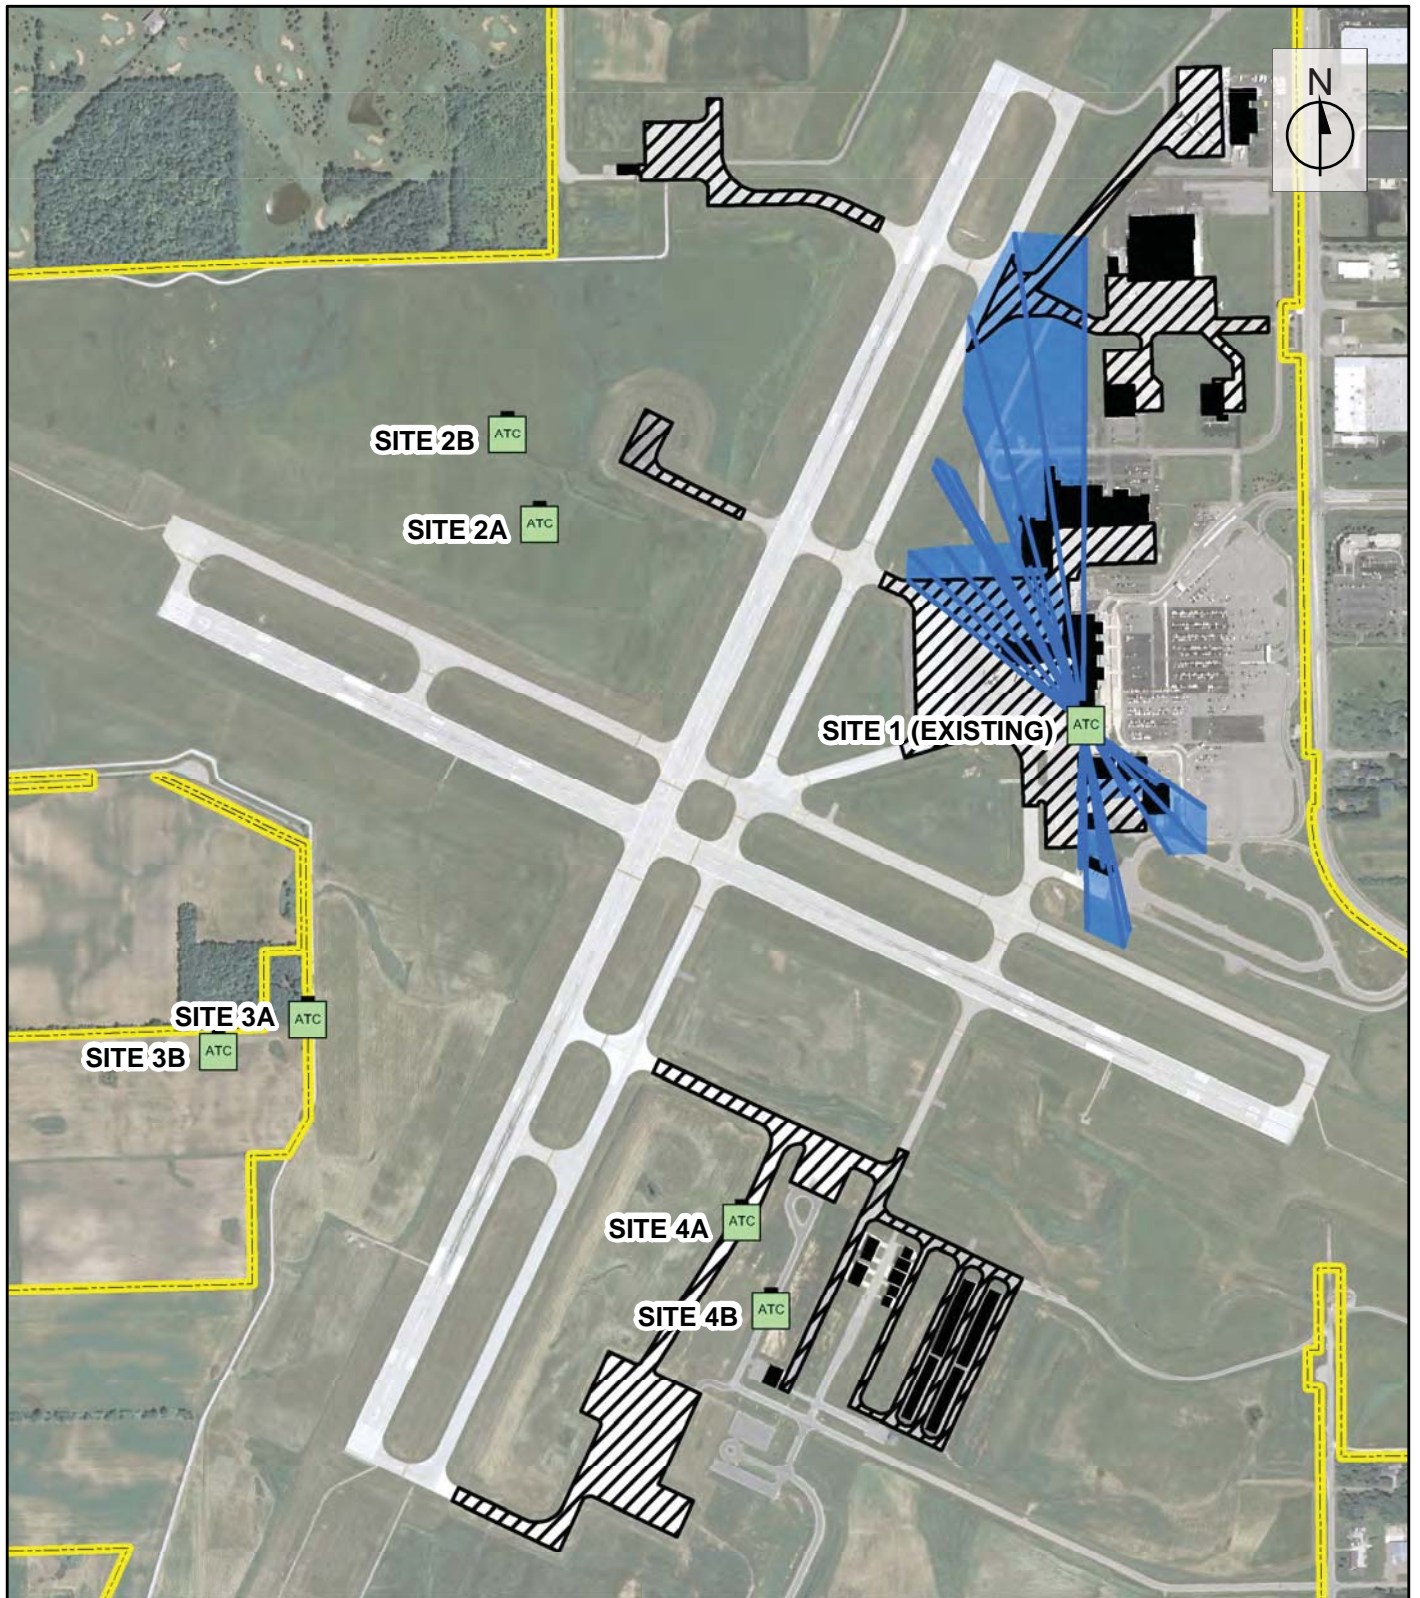 N
SITE 2B
ATC
SITE 2A
ATC
SITE 1 (EXISTING)
ATC
SITE 3A
ATC
SITE 3B
ATC
SITE 4A
ATC
SITE 4B
ATC